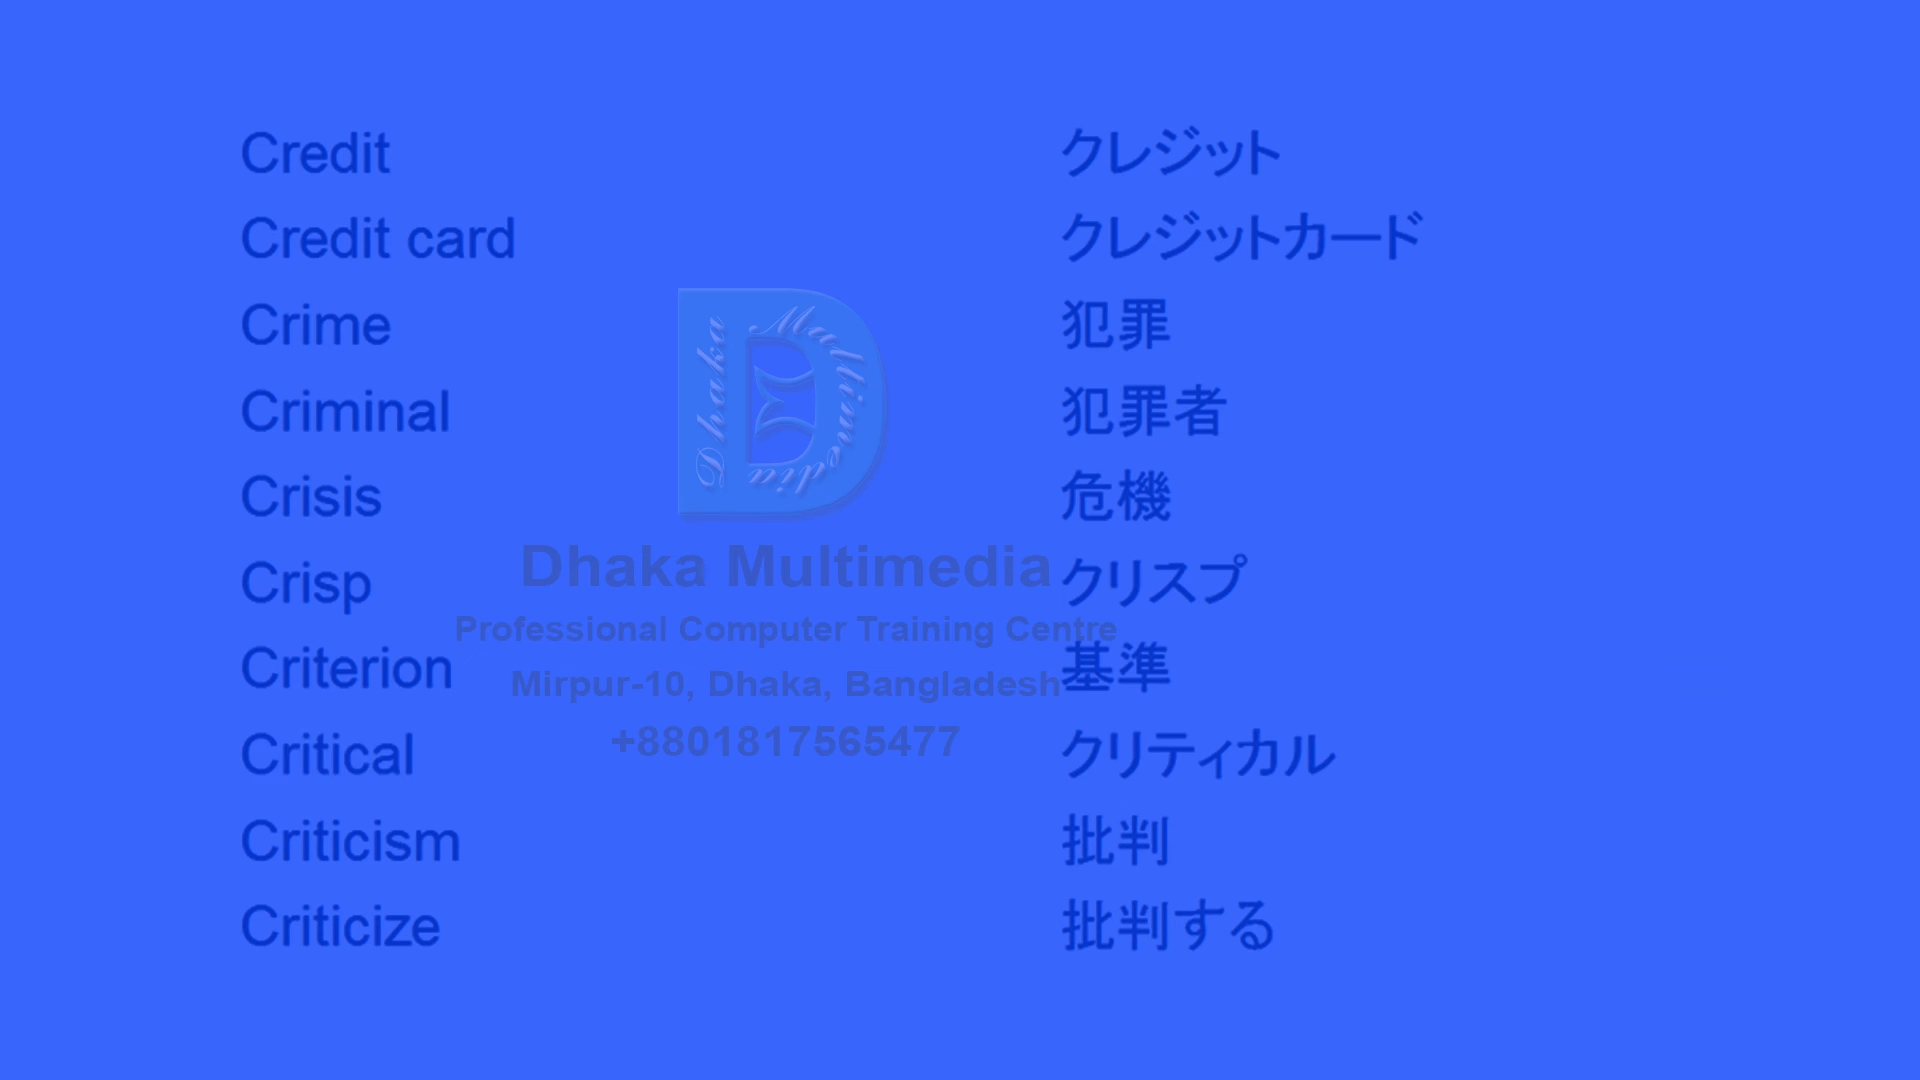 Credit クレジット
Credit card クレジットカード
Crime 犯罪
Criminal 犯罪者
Crisis 危機
Crisp クリスプ
Criterion 基準
Critical クリティカル
Criticism 批判
Criticize 批判する
Dhaka Multimedia
Dhaka Multimedia
Professional Computer Training Centre
Mirpur-10, Dhaka, Bangladesh
+8801817565477